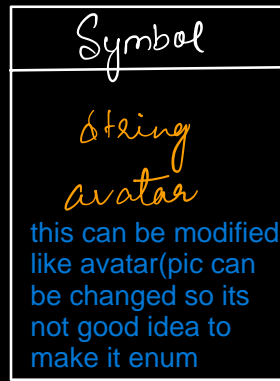 Symbol
string
avatar
this can be modified
like avatar(pic can
be changed so its
not good idea to
make it enum